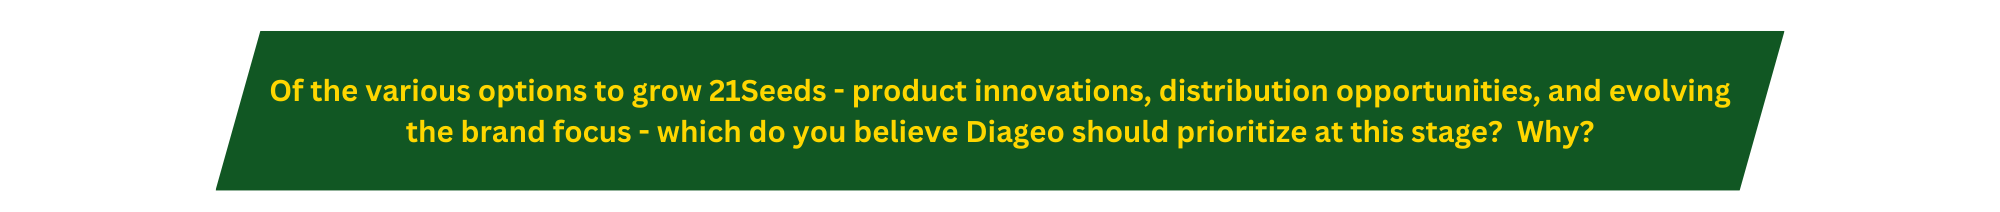 Of the various options to grow 21Seeds - product innovations, distribution opportunities, and evolving
the brand focus - which do you believe Diageo should prioritize at this stage?  Why?